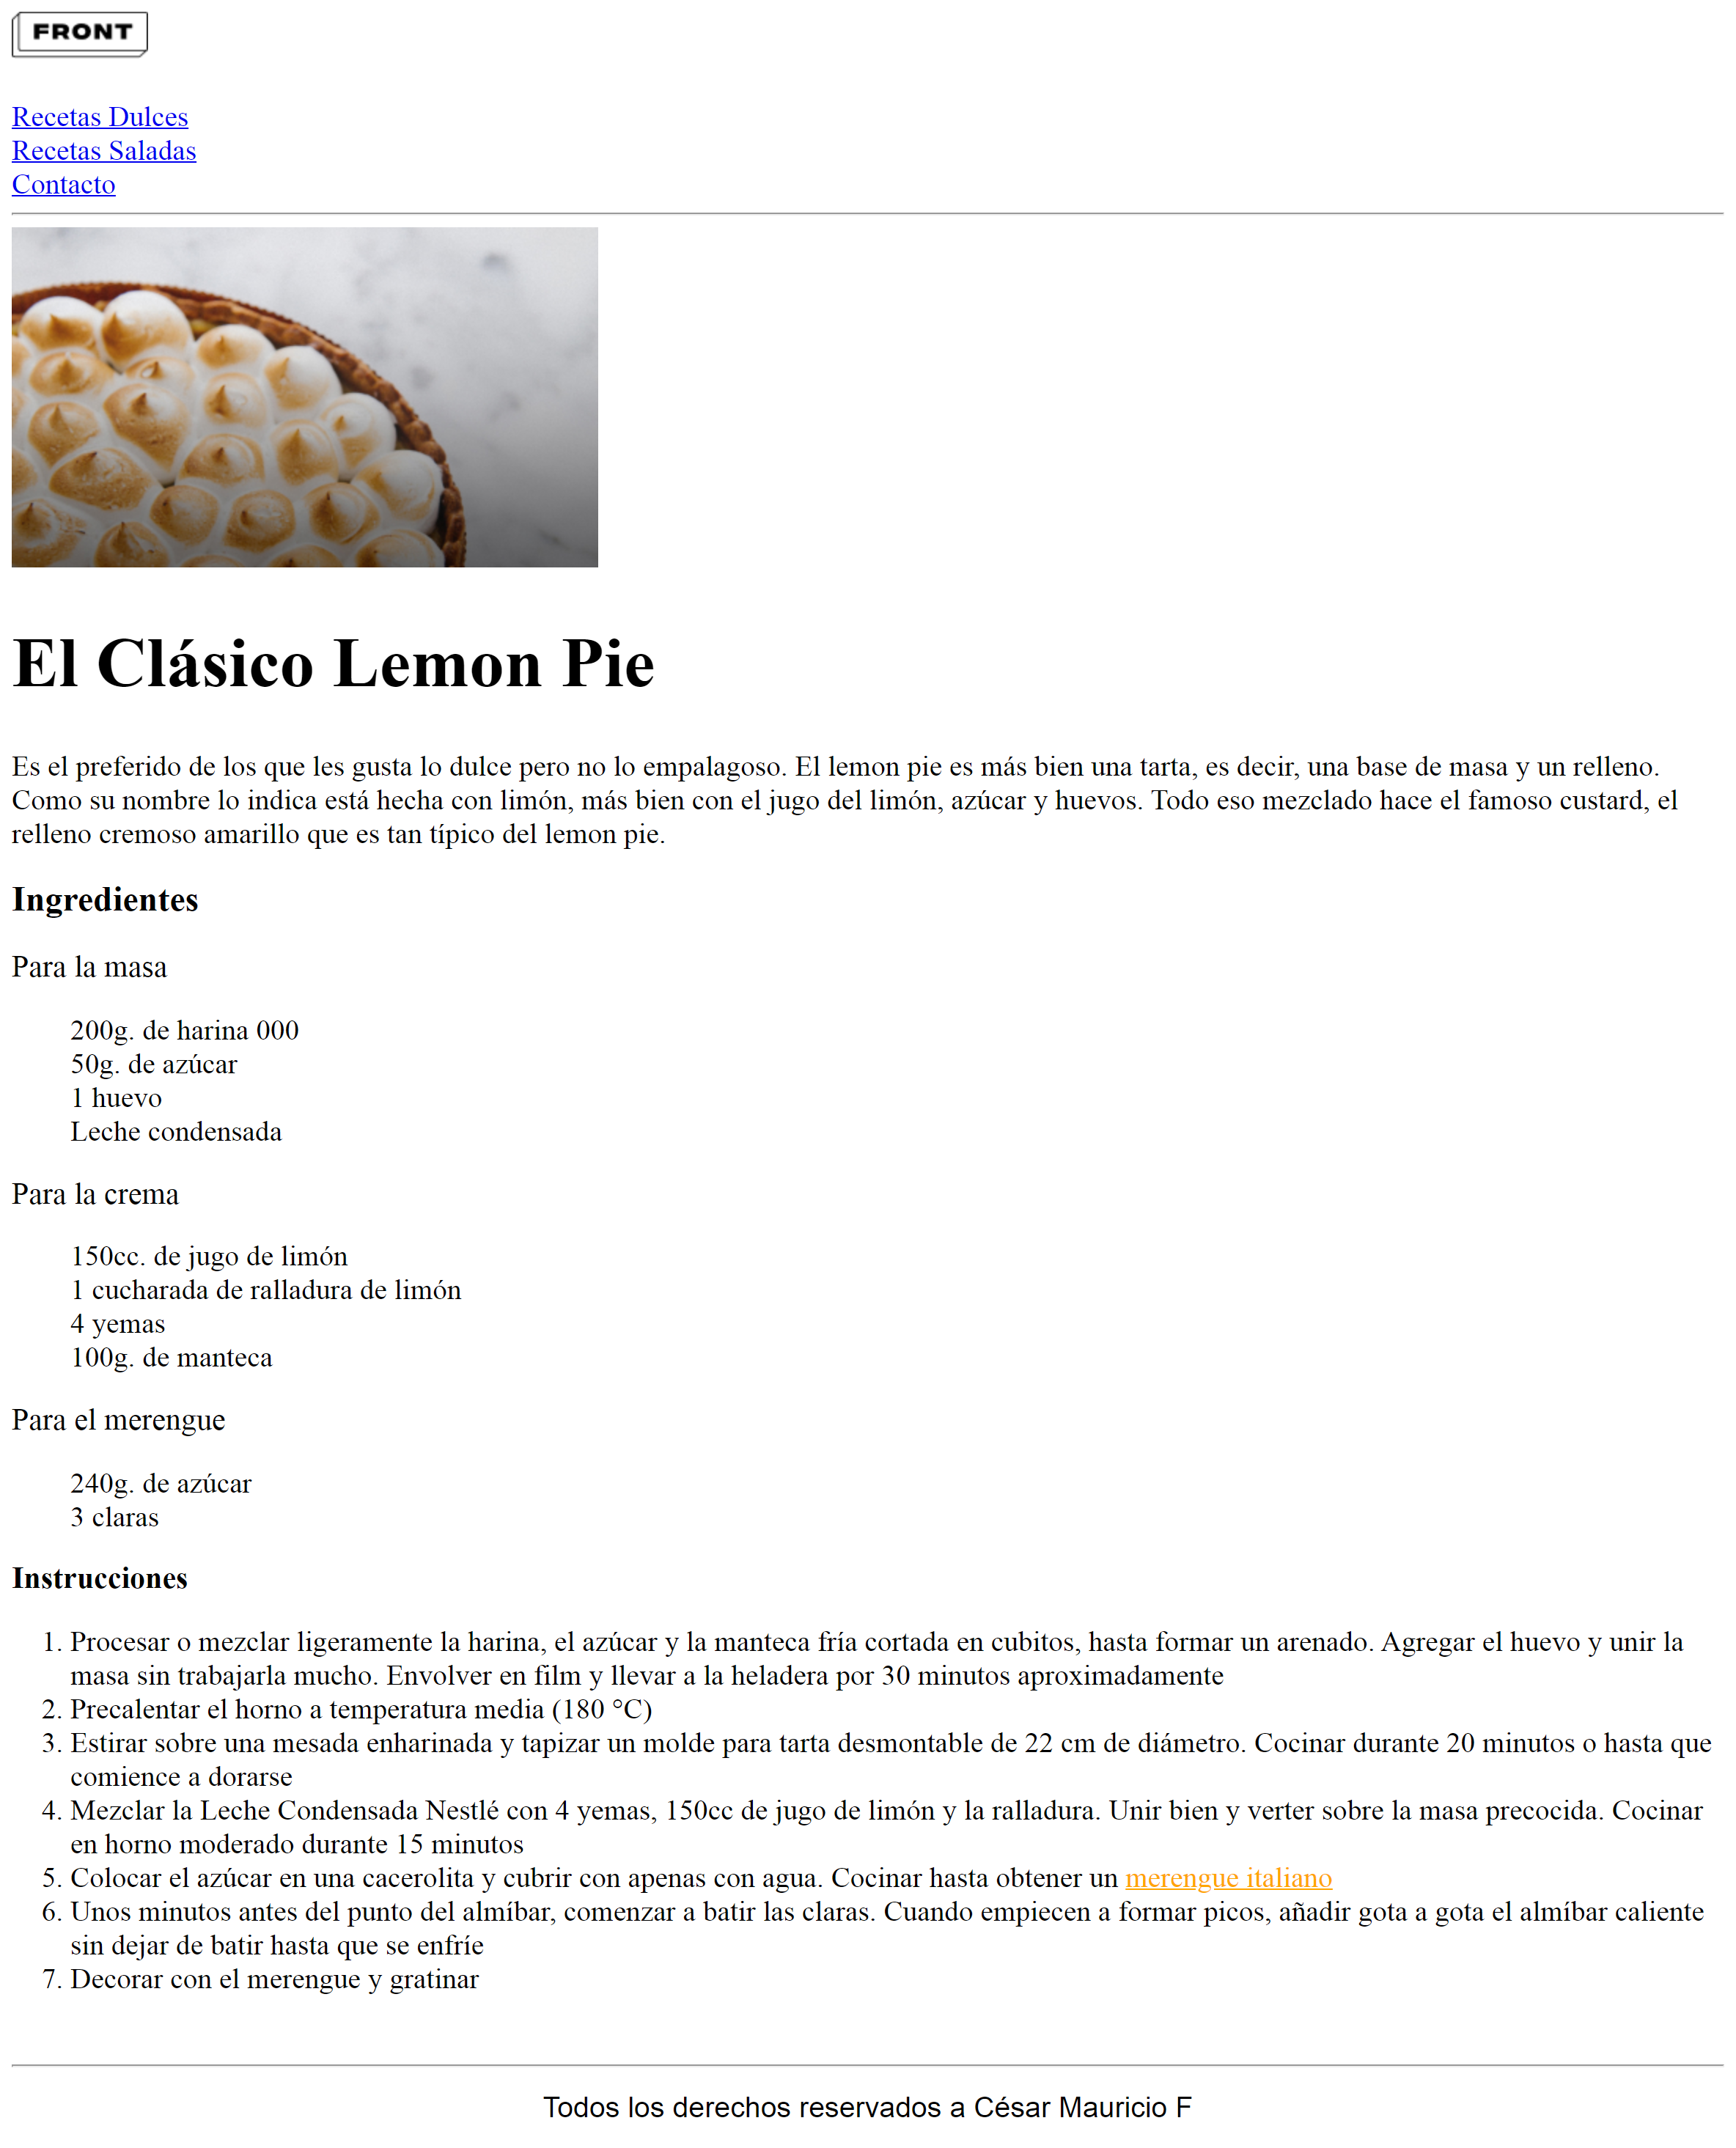 FRONT
Recetas Dulces
Recetas Saladas
Contacto
El Clásico Lemon Pie
Es el preferido de los que les gusta lo dulce pero no lo empalagoso. El lemon pie es más bien una tarta, es decir, una base de masa y un relleno.
Como su nombre lo indica está hecha con limón, más bien con el jugo del limón, azúcar y huevos. Todo eso mezclado hace el famoso custard, el
relleno cremoso amarillo que es tan típico del lemon pie.
Ingredientes
Para la masa
200g. de harina 000
50g. de azúcar
1 huevo
Leche condensada
Para la crema
150cc. de jugo de limón
1 cucharada de ralladura de limón
4 yemas
100g. de manteca
Para el merengue
240g. de azúcar
3 claras
Instrucciones
1. Procesar o mezclar ligeramente la harina, el azúcar y la manteca fría cortada en cubitos, hasta formar un arenado. Agregar el huevo y unir la
masa sin trabajarla mucho. Envolver en film y llevar a la heladera por 30 minutos aproximadamente
2. Precalentar el horno a temperatura media (180 °C)
3. Estirar sobre una mesada enharinada y tapizar un molde para tarta desmontable de 22 cm de diámetro. Cocinar durante 20 minutos o hasta que
comience a dorarse
4. Mezclar la Leche Condensada Nestlé con 4 yemas, 150cc de jugo de limón y la ralladura. Unir bien y verter sobre la masa precocida. Cocinar
en horno moderado durante 15 minutos
5. Colocar el azúcar en una cacerolita y cubrir con apenas con agua. Cocinar hasta obtener un merengue italiano
6. Unos minutos antes del punto del almíbar, comenzar a batir las claras. Cuando empiecen a formar picos, añadir gota a gota el almíbar caliente
sin dejar de batir hasta que se enfríe
7. Decorar con el merengue y gratinar
Todos los derechos reservados a César Mauricio F